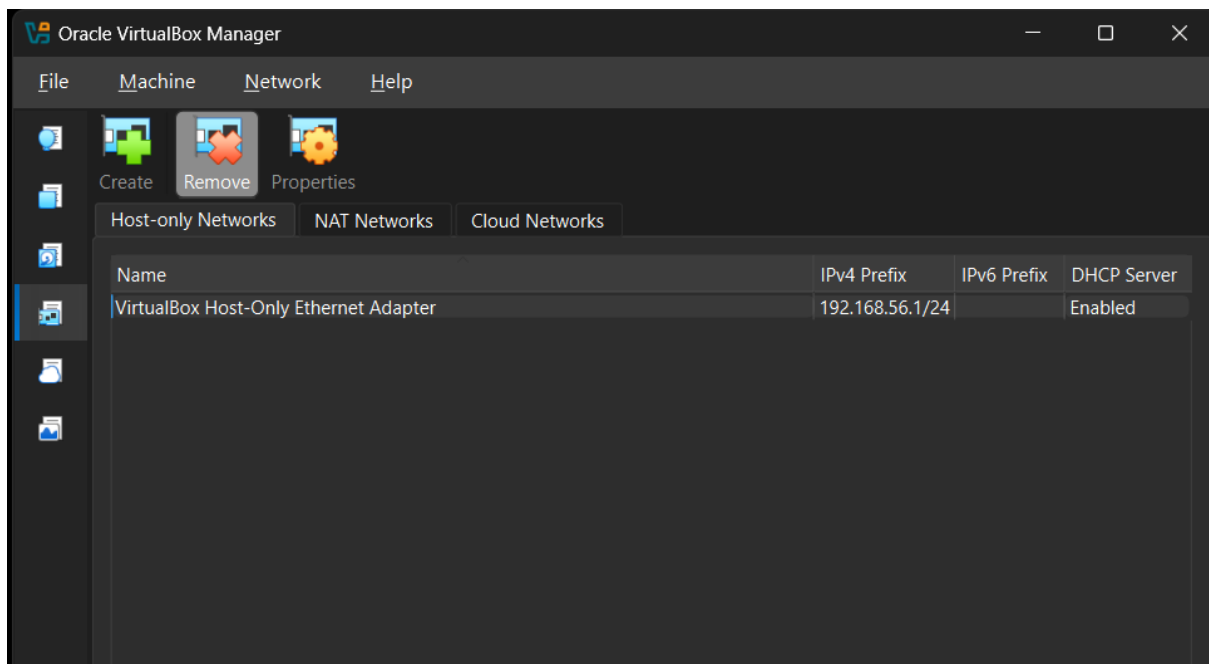 Oracle VirtualBox Manager
File Machine Network Help
Create Remove Properties
Host-only Networks NAT Networks Cloud Networks
Name IPv4 Prefix IPv6 Prefix DHCP Server
VirtualBox Host-Only Ethernet Adapter 192.168.56.1/24 Enabled